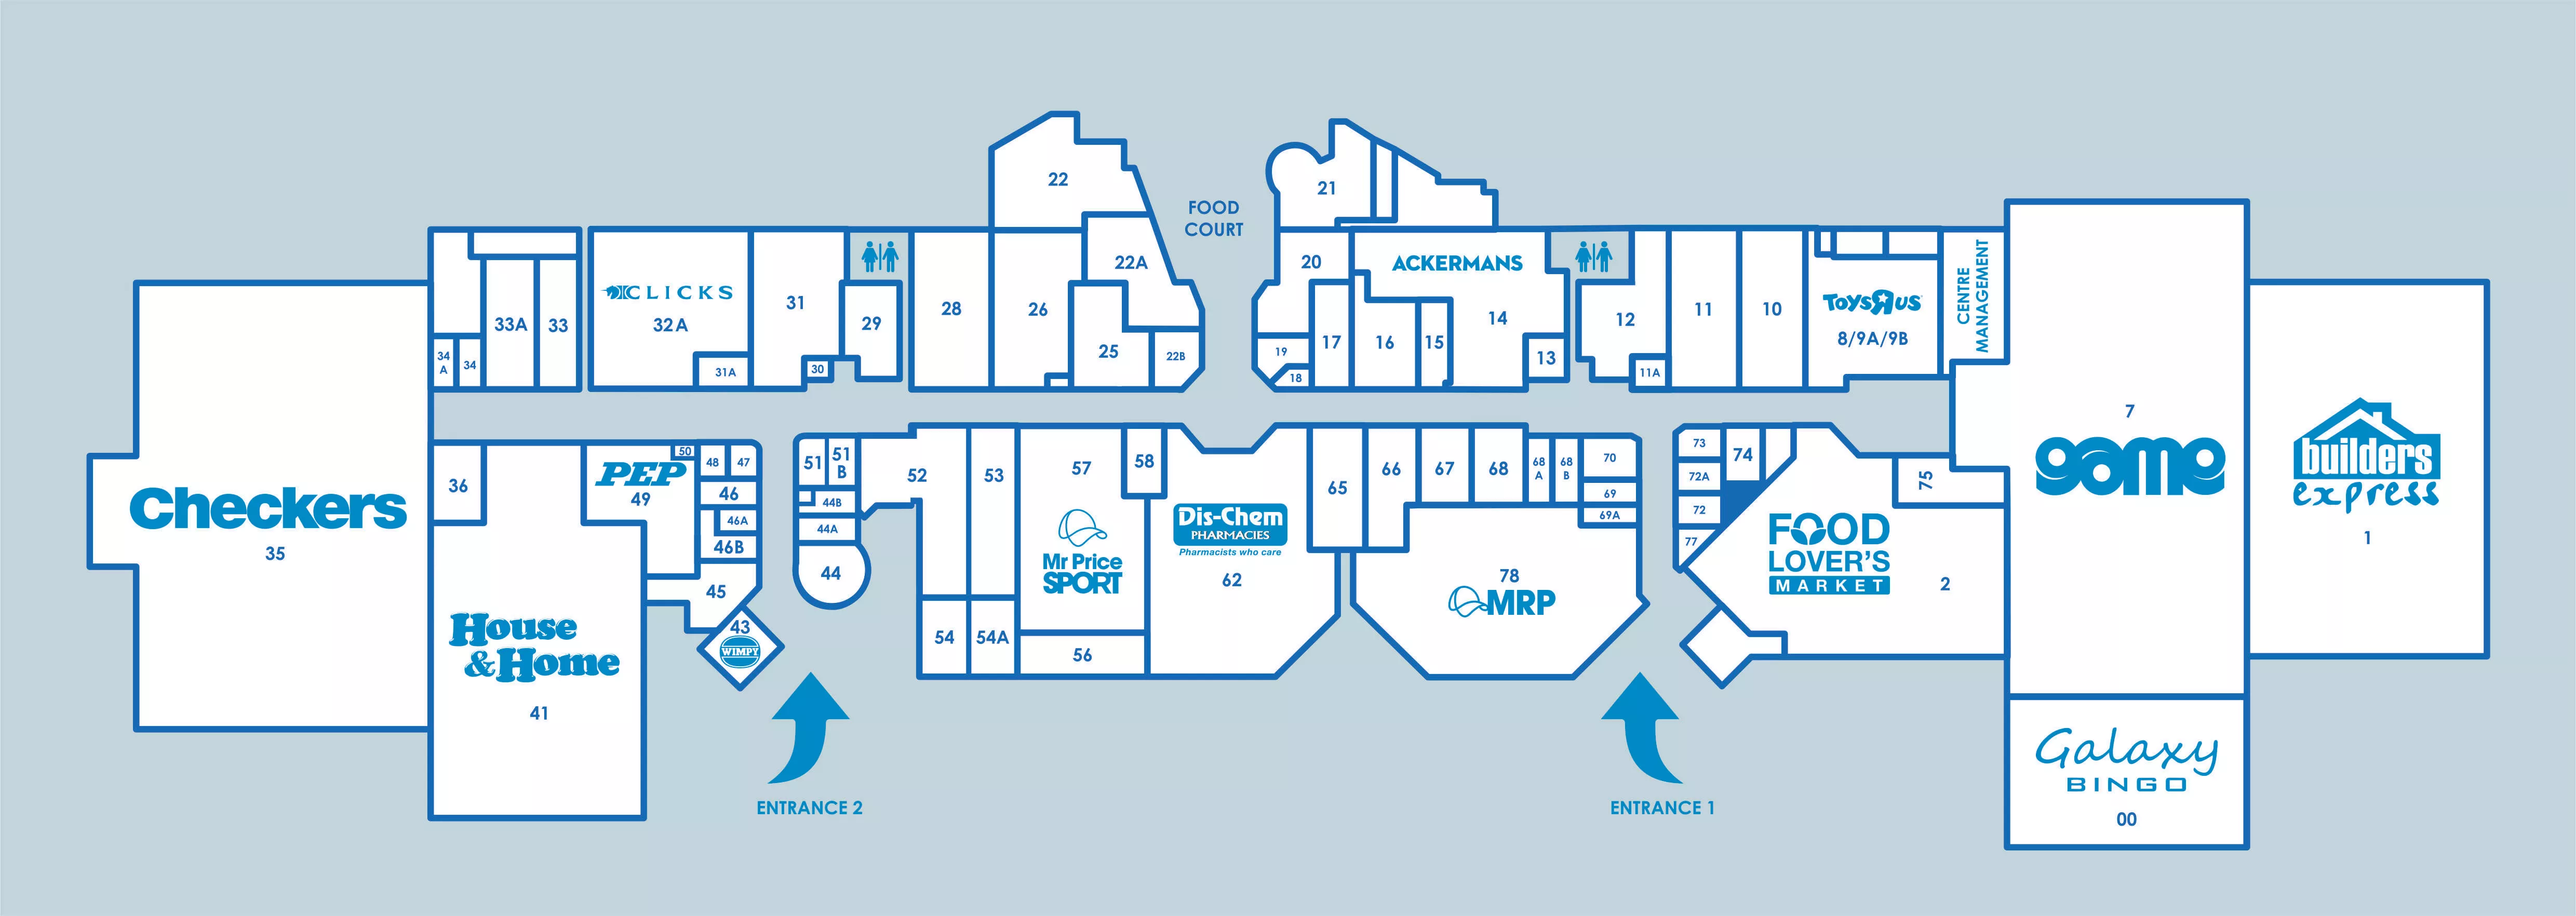 22
FOOD
COURT
21
33A
33
CLICKS
32A
31A
31
30
29
28
26
22A
25
22B
34
A
34
20
19
18
17
16
15
ACKERMANS
14
13
12
11A
11
10
TOYS R US
8/9A/9B
CENTRE
MANAGEMENT
Checkers
35
36
PEP
49
50
48
47
46
46A
46B
45
43
WIMPY
House
& Home
41
51
51
B
44B
44A
44
52
53
54
54A
57
Mr Price
SPORT
56
58
Dis-Chem
PHARMACIES
Pharmacists who care
62
65
66
67
68
68
A
68
B
70
69
69A
78
MRP
73
72A
72
77
74
75
FOOD
LOVER'S
MARKET
2
7
game
builders
express
1
Galaxy
BINGO
00
ENTRANCE 2
ENTRANCE 1